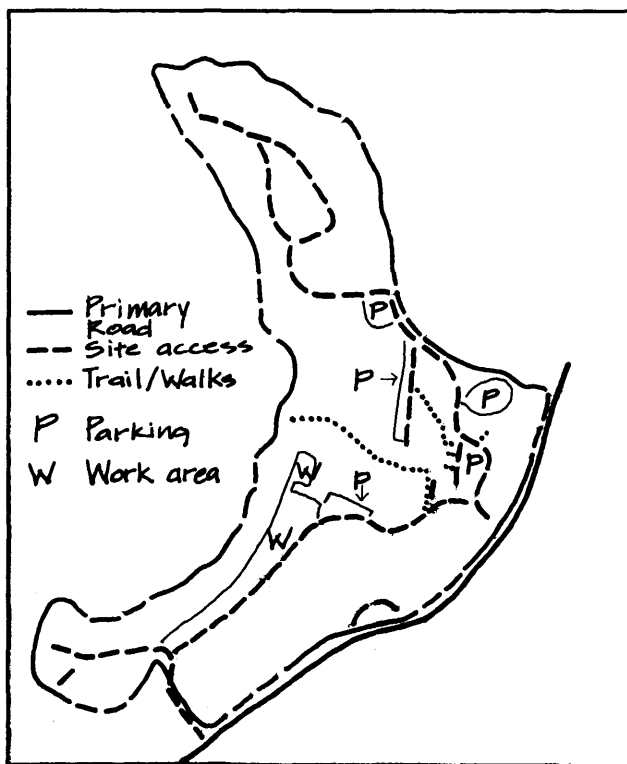 P
Primary
Road
Site access
P →
P
Trail/Walks
P Parking
P
P
W Work area
W
W